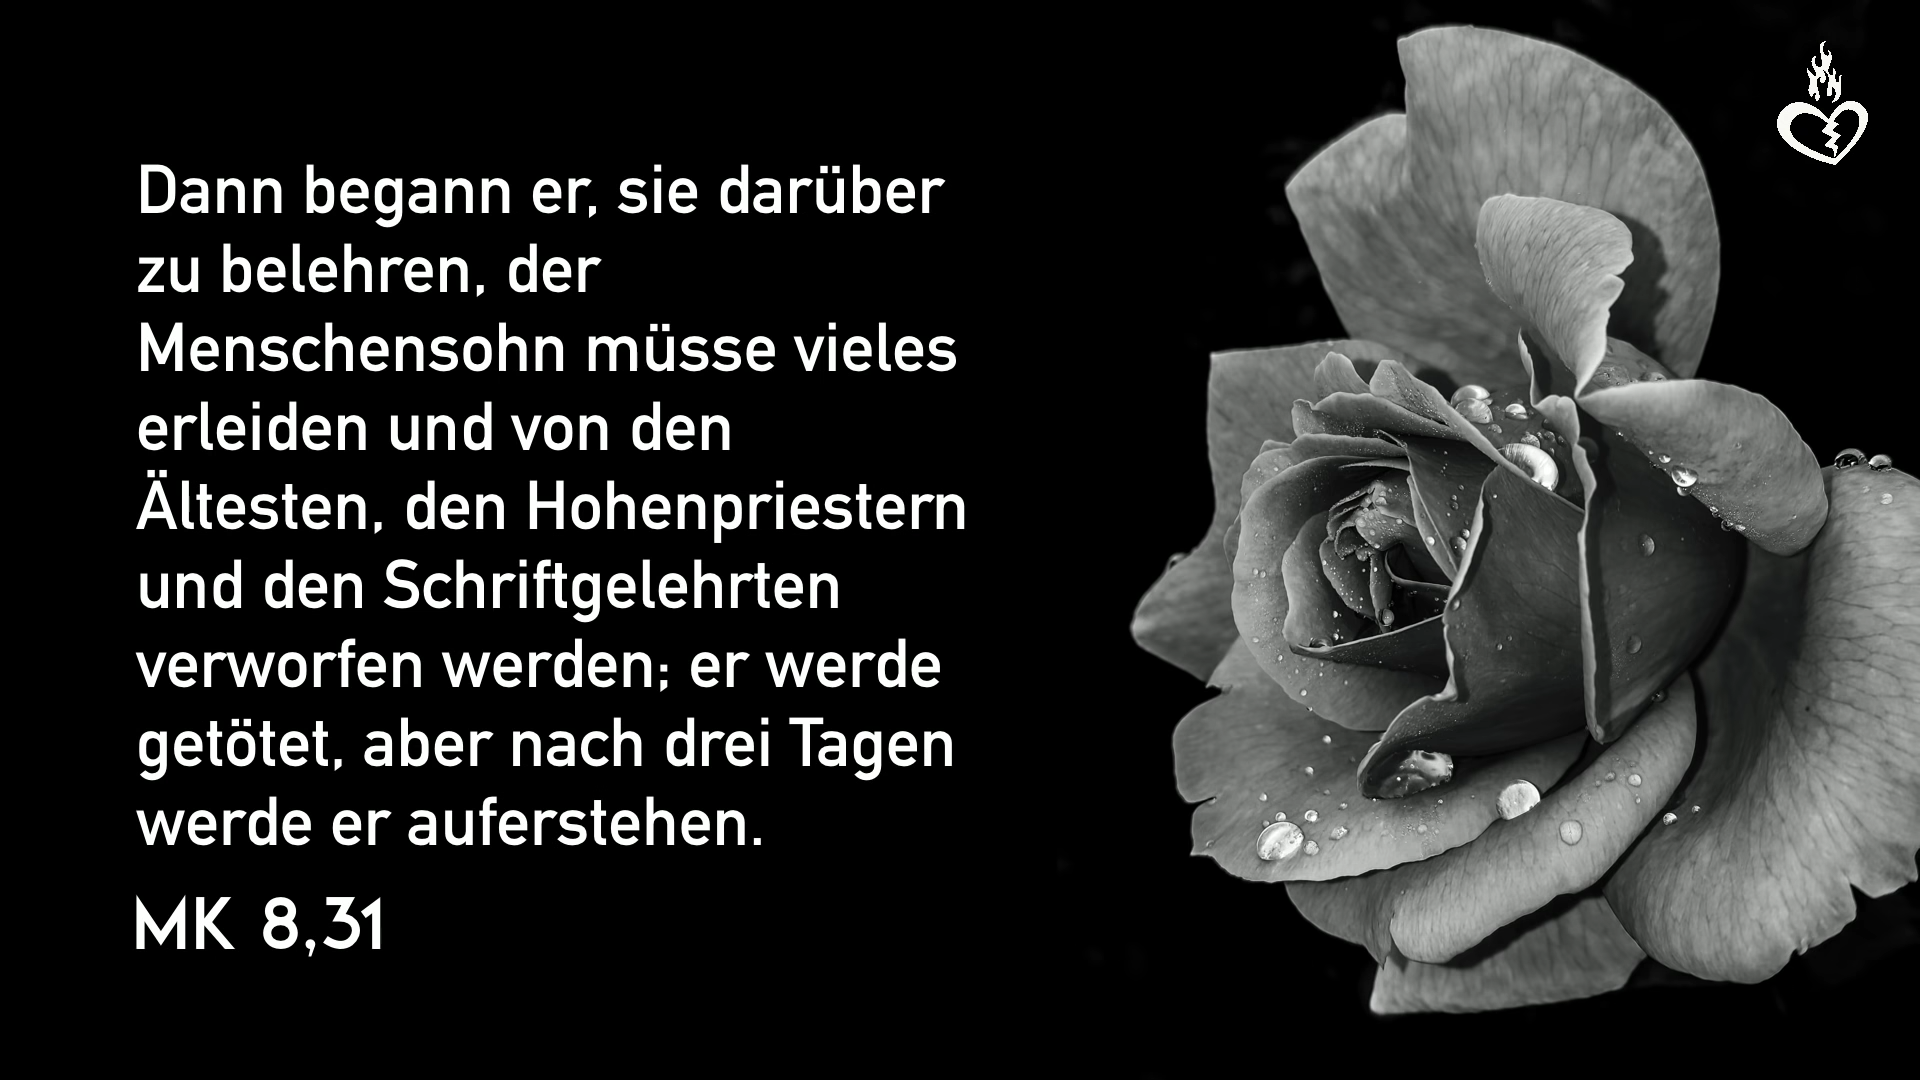 Dann begann er, sie darüber
zu belehren, der
Menschensohn müsse vieles
erleiden und von den
Ältesten, den Hohenpriestern
und den Schriftgelehrten
verworfen werden; er werde
getötet, aber nach drei Tagen
werde er auferstehen.
MK 8,31